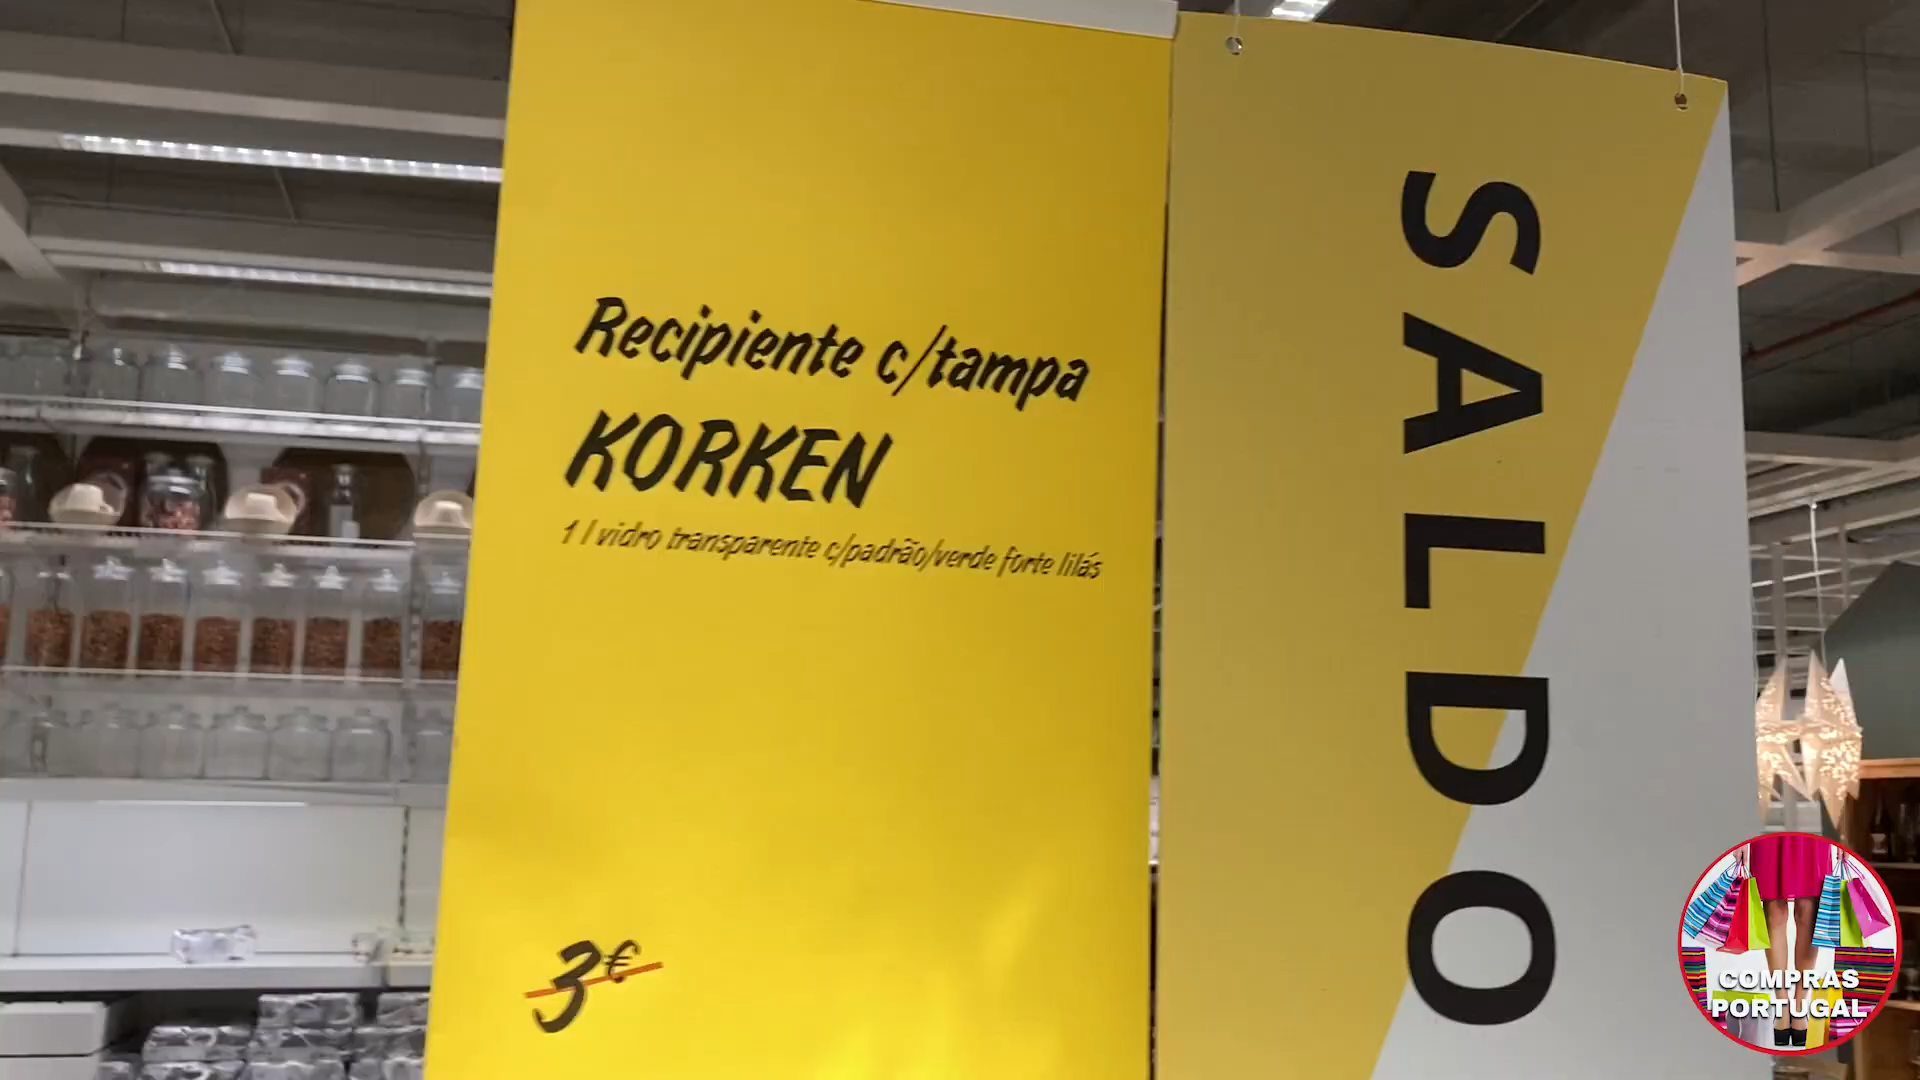 Recipiente c/tampa
KORKEN
1 l vidro transparente c/padrão/verde forte lilás
3€
SALDO
COMPRAS
PORTUGAL